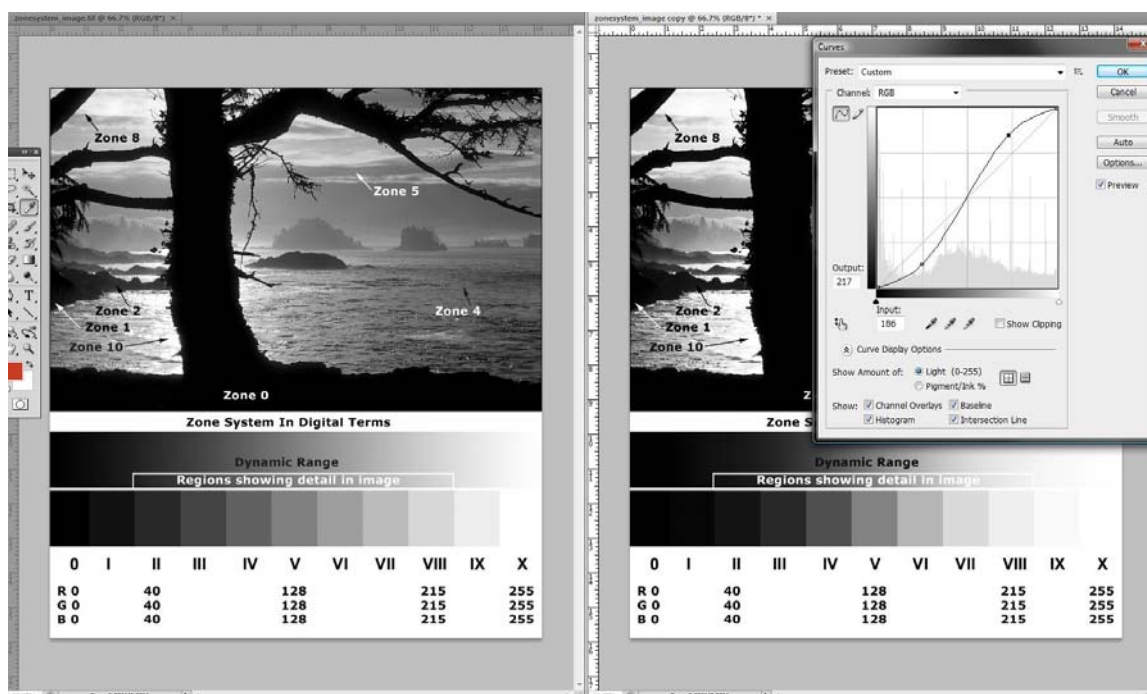 zonesystem_image.tif @ 66.7% (RGB/8*) ×
Zone 8
Zone 5
Zone 2
Zone 4
Zone 1
Zone 10
Zone 0
Zone System In Digital Terms
Dynamic Range
Regions showing detail in image
0 I II III IV V VI VII VIII IX X
R 0 40 128 215 255
G 0 40 128 215 255
B 0 40 128 215 255
zonesystem_image copy @ 66.7% (RGB/8*) * ×
Zone 8
Zone 2
Zone 1
Zone 10
Z
Zone S
Dynamic Range
Regions showing detail in image
0 I II III IV V VI VII VIII IX X
R 0 40 128 215 255
G 0 40 128 215 255
B 0 40 128 215 255
Curves
Preset: Custom
OK
Channel: RGB
Cancel
Smooth
Auto
Options...
Preview
Output:
217
Input:
186
Show Clipping
Curve Display Options
Show Amount of: Light (0-255)
Pigment/Ink %
Show: Channel Overlays Baseline
Histogram Intersection Line